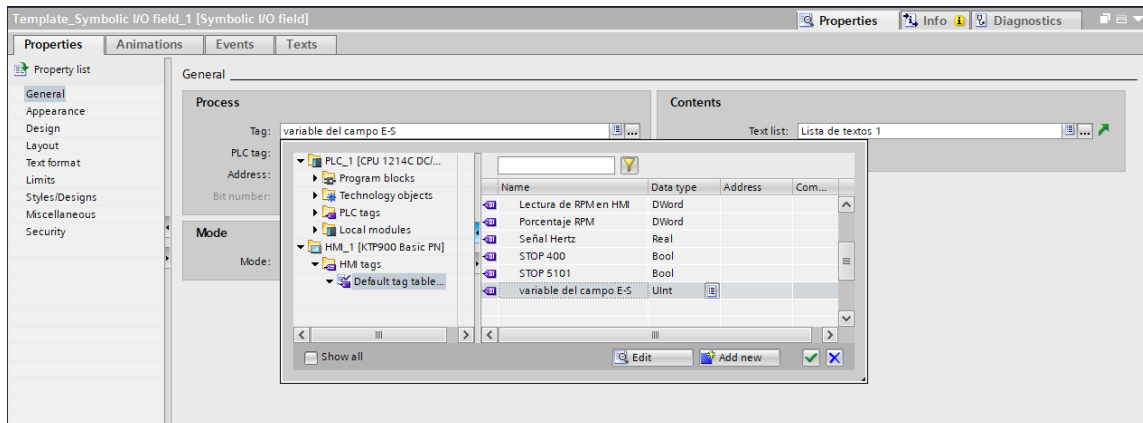 Template_Symbolic I/O field_1 [Symbolic I/O field]
Properties
Info
Diagnostics
Properties
Animations
Events
Texts
Property list
General
Appearance
Design
Layout
Text format
Limits
Styles/Designs
Miscellaneous
Security
General
Process
Tag: variable del campo E-S
PLC tag:
Address:
Bit number:
Mode
Mode:
Contents
Text list: Lista de textos 1
PLC_1 [CPU 1214C DC/...
Program blocks
Technology objects
PLC tags
Local modules
HMI_1 [KTP900 Basic PN]
HMI tags
Default tag table...
Name Data type Address Com...
Lectura de RPM en HMI DWord
Porcentaje RPM DWord
Señal Hertz Real
STOP 400 Bool
STOP 5101 Bool
variable del campo E-S UInt
Show all
Edit
Add new